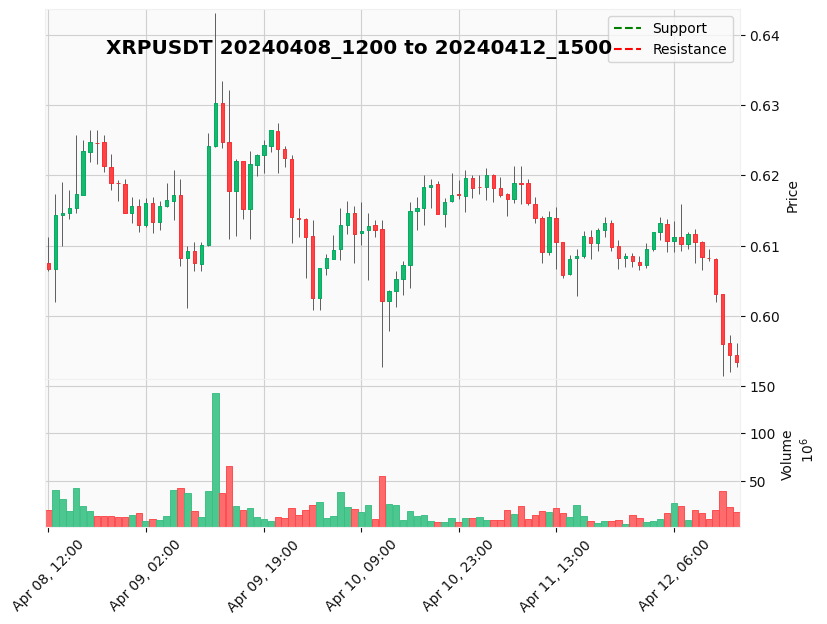 XRPUSDT 20240408_1200 to 20240412_1500
Support
Resistance
0.64
0.63
0.62
0.61
0.60
Price
150
100
50
Volume
10^6
Apr 08, 12:00
Apr 09, 02:00
Apr 09, 19:00
Apr 10, 09:00
Apr 10, 23:00
Apr 11, 13:00
Apr 12, 06:00